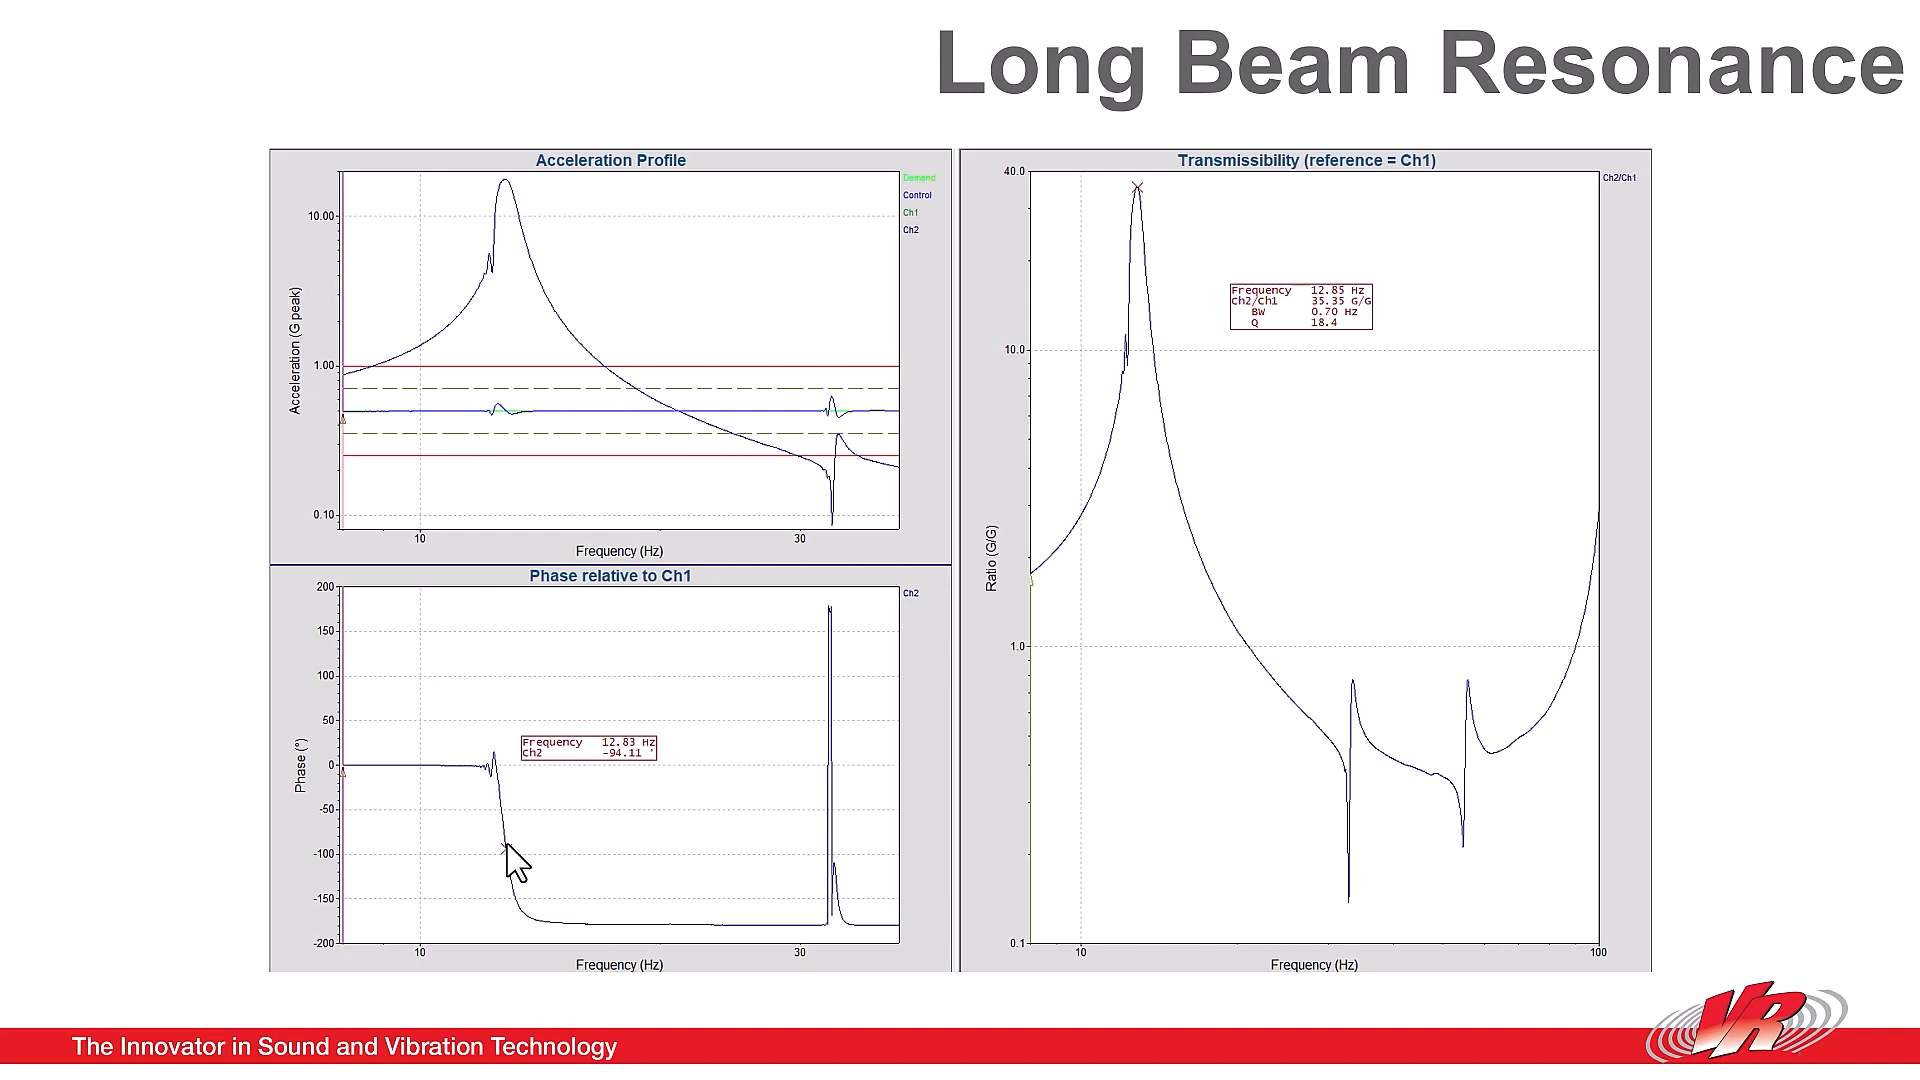 Long Beam Resonance
Acceleration Profile
Demand
Control
Ch1
Ch2
10.00
1.00
0.10
Acceleration (G peak)
10
30
Frequency (Hz)
Phase relative to Ch1
Ch2
200
150
100
50
0
-50
-100
-150
-200
Phase (°)
Frequency 12.83 Hz
Ch2 -94.11 °
10
30
Frequency (Hz)
Transmissibility (reference = Ch1)
Ch2/Ch1
40.0
10.0
1.0
0.1
Ratio (G/G)
Frequency 12.85 Hz
Ch2/Ch1 35.35 G/G
BW 0.70 Hz
Q 18.4
10
100
Frequency (Hz)
The Innovator in Sound and Vibration Technology
VR